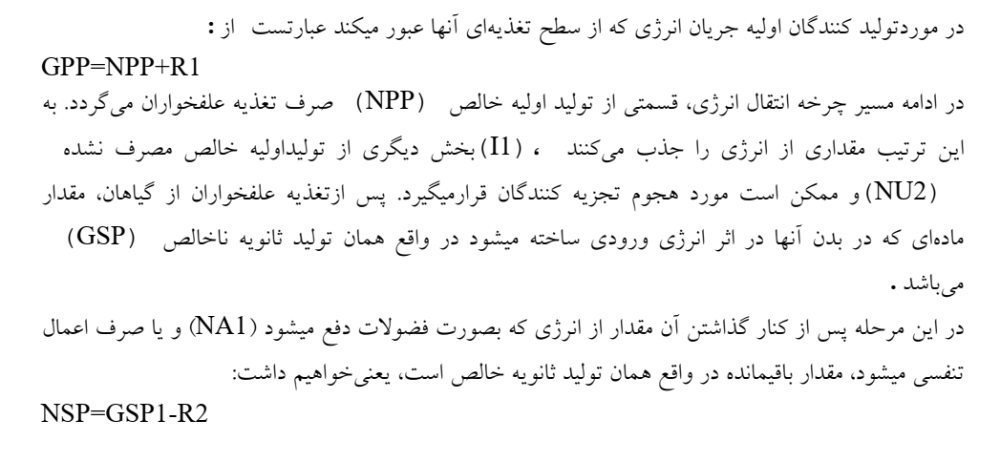 در موردتولید کنندگان اولیه جریان انرژی که از سطح تغذیه‌ای آنها عبور میکند عبارتست از :
GPP=NPP+R1
در ادامه مسیر چرخه انتقال انرژی، قسمتی از تولید اولیه خالص (NPP) صرف تغذیه علفخواران می‌گردد. به
این ترتیب مقداری از انرژی را جذب می‌کنند ، (I1) بخش دیگری از تولیداولیه خالص مصرف نشده
(NU2) و ممکن است مورد هجوم تجزیه کنندگان قرارمیگیرد. پس ازتغذیه علفخواران از گیاهان، مقدار
ماده‌ای که در بدن آنها در اثر انرژی ورودی ساخته میشود در واقع همان تولید ثانویه ناخالص (GSP)
می‌باشد .
در این مرحله پس از کنار گذاشتن آن مقدار از انرژی که بصورت فضولات دفع میشود (NA1) و یا صرف اعمال
تنفسی میشود، مقدار باقیمانده در واقع همان تولید ثانویه خالص است، یعنی‌خواهیم داشت:
NSP=GSP1-R2